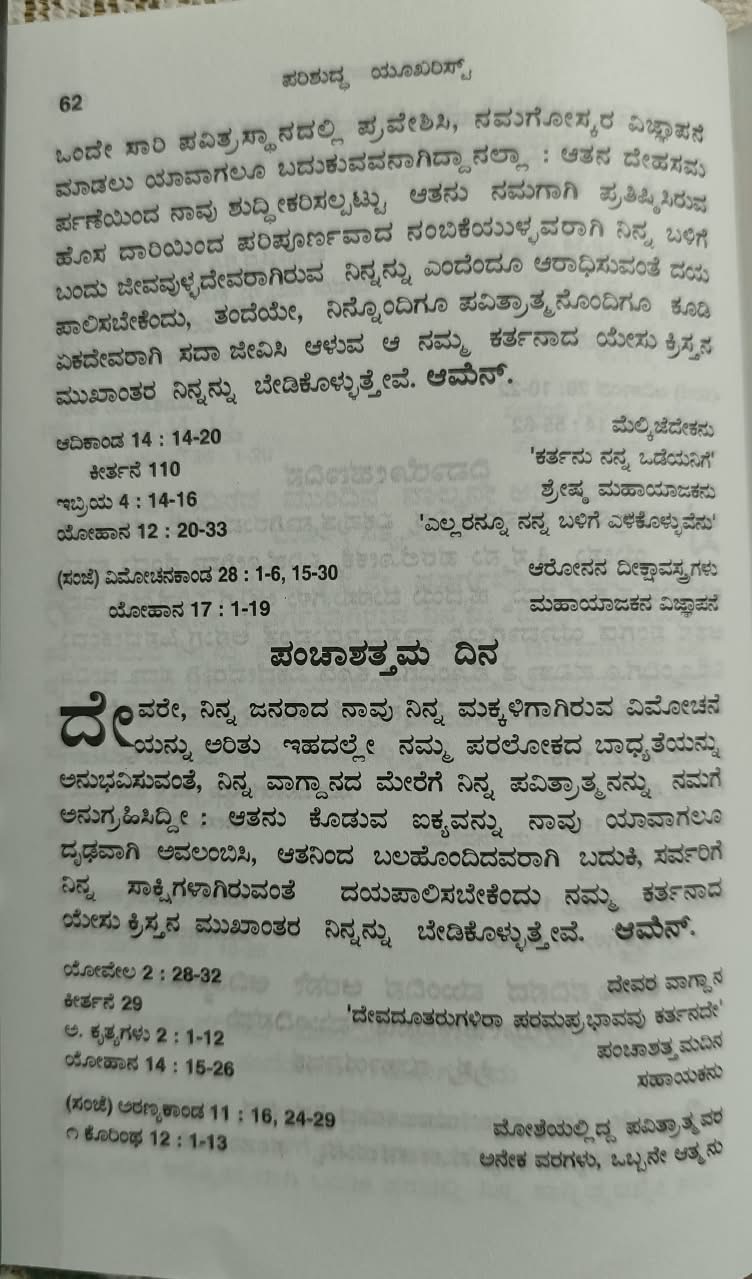 62
ಪರಿಶುದ್ಧ ಯೂಖರಿಸ್ಟ್
ಒಂದೇ ಸಾರಿ ಪವಿತ್ರಸ್ಥಾನದಲ್ಲಿ ಪ್ರವೇಶಿಸಿ, ನಮಗೋಸ್ಕರ ವಿಜ್ಞಾಪನೆ
ಮಾಡಲು ಯಾವಾಗಲೂ ಬದುಕುವವನಾಗಿದ್ದಾನಲ್ಲಾ : ಆತನ ದೇಹಸಮ
ರ್ಪಣೆಯಿಂದ ನಾವು ಶುದ್ಧೀಕರಿಸಲ್ಪಟ್ಟು ಆತನು ನಮಗಾಗಿ ಪ್ರತಿಷ್ಠಿಸಿರುವ
ಹೊಸ ದಾರಿಯಿಂದ ಪರಿಪೂರ್ಣವಾದ ನಂಬಿಕೆಯುಳ್ಳವರಾಗಿ ನಿನ್ನ ಬಳಿಗೆ
ಬಂದು ಜೀವವುಳ್ಳದೇವರಾಗಿರುವ ನಿನ್ನನ್ನು ಎಂದೆಂದೂ ಆರಾಧಿಸುವಂತೆ ದಯ
ಪಾಲಿಸಬೇಕೆಂದು, ತಂದೆಯೇ, ನಿನ್ನೊಂದಿಗೂ ಪವಿತ್ರಾತ್ಮನೊಂದಿಗೂ ಕೂಡಿ
ಏಕದೇವರಾಗಿ ಸದಾ ಜೀವಿಸಿ ಆಳುವ ಆ ನಮ್ಮ ಕರ್ತನಾದ ಯೇಸು ಕ್ರಿಸ್ತನ
ಮುಖಾಂತರ ನಿನ್ನನ್ನು ಬೇಡಿಕೊಳ್ಳುತ್ತೇವೆ. ಆಮೆನ್.
ಆದಿಕಾಂಡ 14 : 14-20 ಮೆಲ್ಕಿಜೆದೇಕನು
ಕೀರ್ತನೆ 110 'ಕರ್ತನು ನನ್ನ ಒಡೆಯನಿಗೆ'
ಇಬ್ರಿಯ 4 : 14-16 ಶ್ರೇಷ್ಠ ಮಹಾಯಾಜಕನು
ಯೋಹಾನ 12 : 20-33 'ಎಲ್ಲರನ್ನೂ ನನ್ನ ಬಳಿಗೆ ಎಳಕೊಳ್ಳುವೆನು'
(ಸಂಜೆ) ವಿಮೋಚನಕಾಂಡ 28 : 1-6, 15-30 ಆರೋನನ ದೀಕ್ಷಾವಸ್ತ್ರಗಳು
ಯೋಹಾನ 17 : 1-19 ಮಹಾಯಾಜಕನ ವಿಜ್ಞಾಪನೆ
ಪಂಚಾಶತ್ತಮ ದಿನ
ದೇವರೇ, ನಿನ್ನ ಜನರಾದ ನಾವು ನಿನ್ನ ಮಕ್ಕಳಿಗಾಗಿರುವ ವಿಮೋಚನೆ
ಯನ್ನು ಅರಿತು ಇಹದಲ್ಲೇ ನಮ್ಮ ಪರಲೋಕದ ಬಾಧ್ಯತೆಯನ್ನು
ಅನುಭವಿಸುವಂತೆ, ನಿನ್ನ ವಾಗ್ದಾನದ ಮೇರೆಗೆ ನಿನ್ನ ಪವಿತ್ರಾತ್ಮನನ್ನು ನಮಗೆ
ಅನುಗ್ರಹಿಸಿದ್ದೀ : ಆತನು ಕೊಡುವ ಐಕ್ಯವನ್ನು ನಾವು ಯಾವಾಗಲೂ
ದೃಢವಾಗಿ ಅವಲಂಬಿಸಿ, ಆತನಿಂದ ಬಲಹೊಂದಿದವರಾಗಿ ಬದುಕಿ, ಸರ್ವರಿಗೆ
ನಿನ್ನ ಸಾಕ್ಷಿಗಳಾಗಿರುವಂತೆ ದಯಪಾಲಿಸಬೇಕೆಂದು ನಮ್ಮ ಕರ್ತನಾದ
ಯೇಸು ಕ್ರಿಸ್ತನ ಮುಖಾಂತರ ನಿನ್ನನ್ನು ಬೇಡಿಕೊಳ್ಳುತ್ತೇವೆ. ಆಮೆನ್.
ಯೋವೇಲ 2 : 28-32 ದೇವರ ವಾಗ್ದಾನ
ಕೀರ್ತನೆ 29 'ದೇವದೂತರುಗಳಿರಾ ಪರಮಪ್ರಭಾವವು ಕರ್ತನದೇ'
ಅ. ಕೃತ್ಯಗಳು 2 : 1-12 ಪಂಚಾಶತ್ತಮದಿನ
ಯೋಹಾನ 14 : 15-26 ಸಹಾಯಕನು
(ಸಂಜೆ) ಅರಣ್ಯಕಾಂಡ 11 : 16, 24-29 ಮೋಶೆಯಲ್ಲಿದ್ದ ಪವಿತ್ರಾತ್ಮವರ
೧ ಕೊರಿಂಥ 12 : 1-13 ಅನೇಕ ವರಗಳು, ಒಬ್ಬನೇ ಆತ್ಮನು